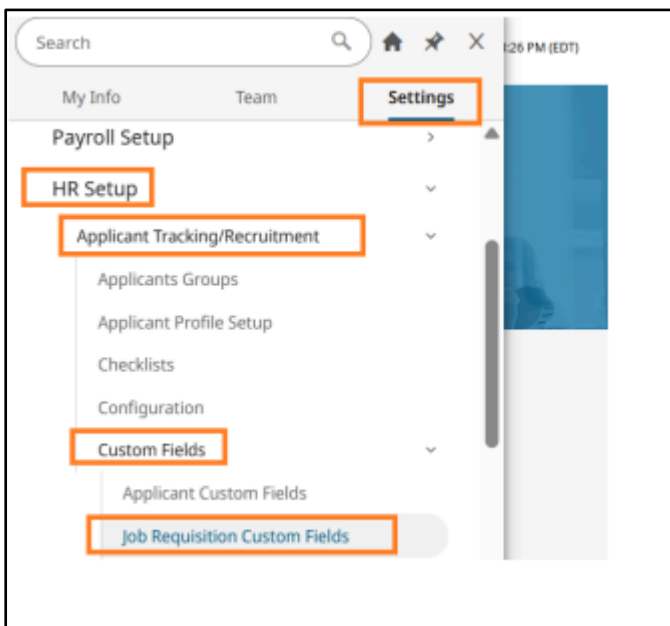 Search
:26 PM (EDT)
My Info Team Settings
Payroll Setup
HR Setup
Applicant Tracking/Recruitment
Applicants Groups
Applicant Profile Setup
Checklists
Configuration
Custom Fields
Applicant Custom Fields
Job Requisition Custom Fields